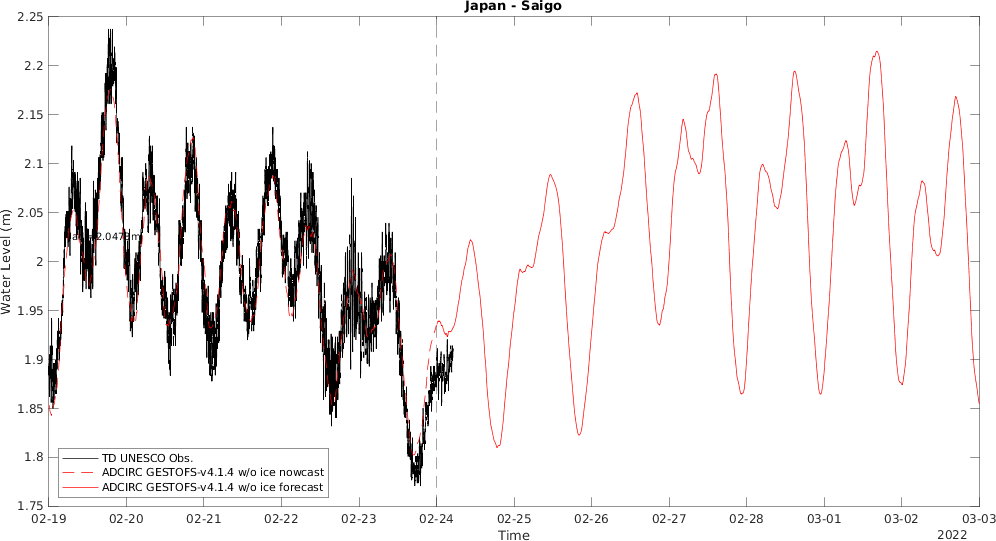 Japan - Saigo
Water Level (m)
2.25
2.2
2.15
2.1
2.05
2
1.95
1.9
1.85
1.8
1.75
2.0473m
TD UNESCO Obs.
ADCIRC GESTOFS-v4.1.4 w/o ice nowcast
ADCIRC GESTOFS-v4.1.4 w/o ice forecast
02-19 02-20 02-21 02-22 02-23 02-24 02-25 02-26 02-27 02-28 03-01 03-02 03-03
Time
2022